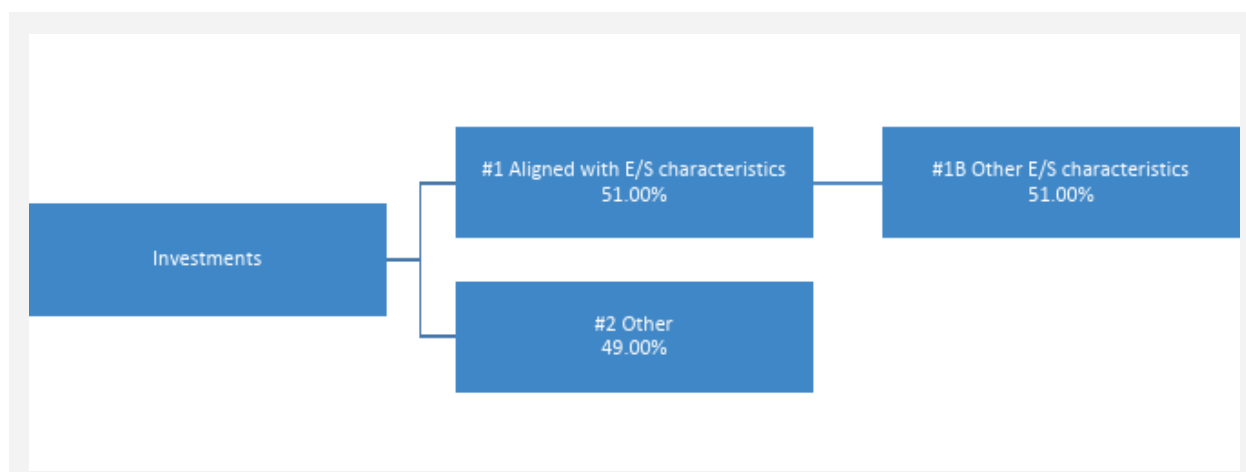 #1 Aligned with E/S characteristics
51.00%
#1B Other E/S characteristics
51.00%
Investments
#2 Other
49.00%